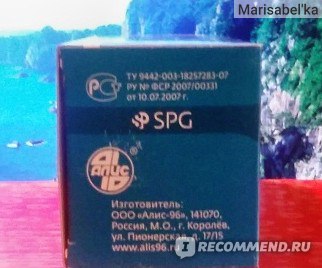 Marisabel'ka
ТУ 9442-003-18257283-07
РУ № ФСР 2007/00331
от 10.07.2007 г.
SPG
АЛИС
Изготовитель:
ООО «Алис-96», 141070,
Россия, М.О., г. Королёв,
ул. Пионерская, д. 17/15
www.alis96.ru
RECOMMEND.RU